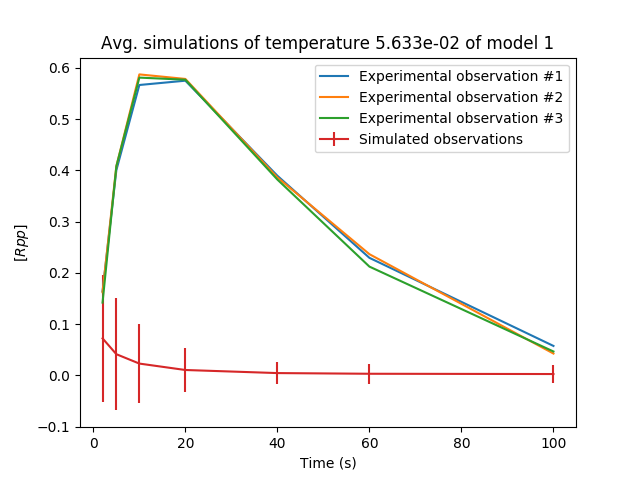 Avg. simulations of temperature 5.633e-02 of model 1
Experimental observation #1
Experimental observation #2
Experimental observation #3
Simulated observations
[Rpp]
0.6
0.5
0.4
0.3
0.2
0.1
0.0
−0.1
0
20
40
60
80
100
Time (s)